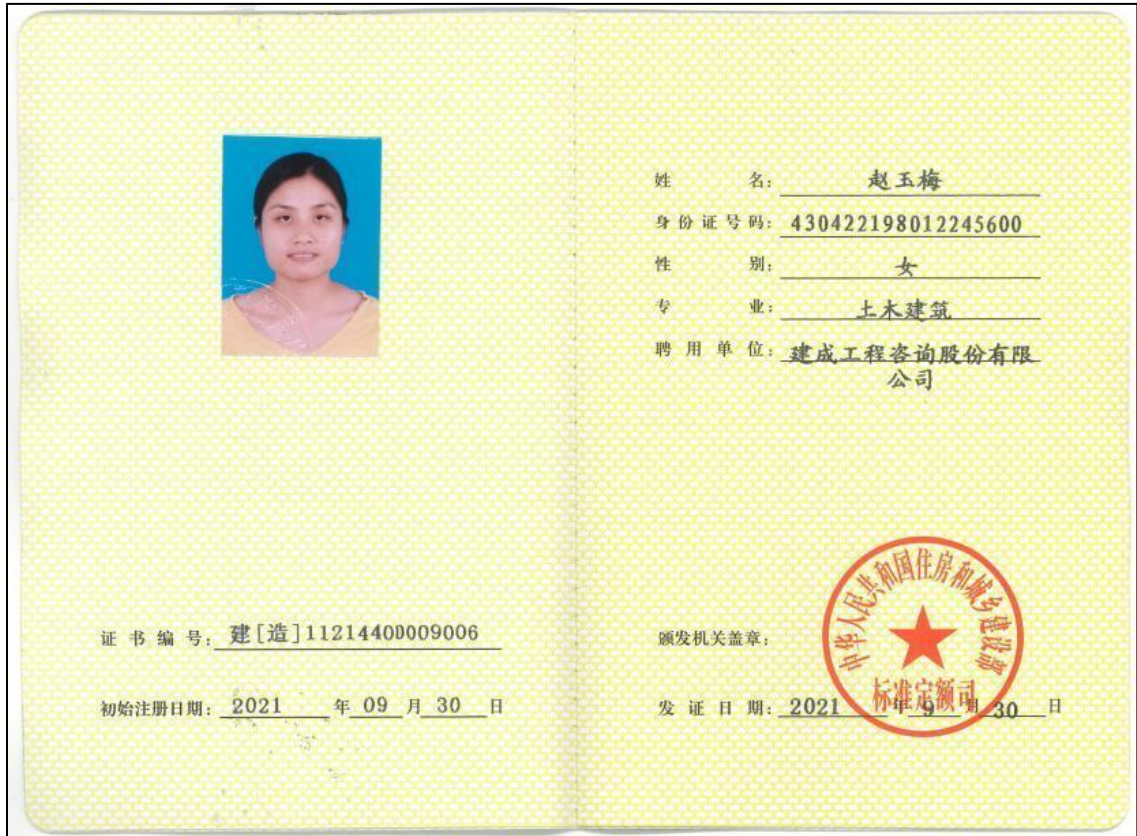 证书编号: 建[造]11214400009006
初始注册日期: 2021 年 09 月 30 日
姓 名: 赵玉梅
身份证号码: 430422198012245600
性 别: 女
专 业: 土木建筑
聘用单位: 建成工程咨询股份有限
公司
颁发机关盖章:
中华人民共和国住房和城乡建设部
标准定额司
发证日期: 2021 年 9 月 30 日